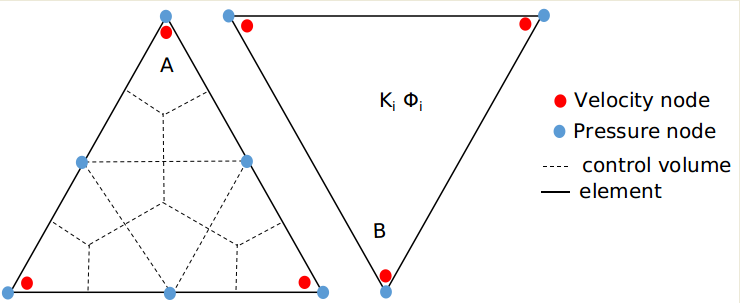 A
Kᵢ Φᵢ
B
Velocity node
Pressure node
control volume
element